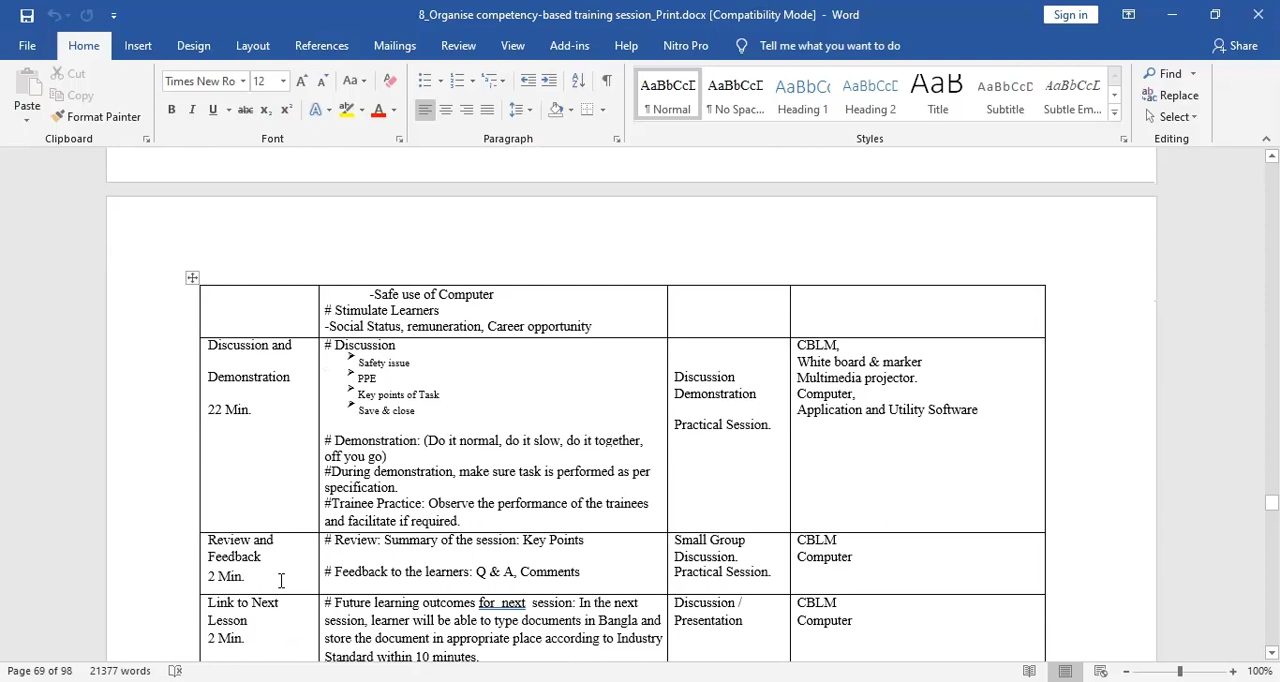 8_Organise competency-based training session_Print.docx [Compatibility Mode] - Word
Sign in
File Home Insert Design Layout References Mailings Review View Add-ins Help Nitro Pro Tell me what you want to do Share
Paste
Cut
Copy
Format Painter
Clipboard
Times New Ro 12
Aa
B I U abc x₂ x²
Font
Paragraph
AaBbCcI AaBbCcI AaBbCc AaBbCcI AaB AaBbCcD AaBbCcD
¶ Normal ¶ No Spac... Heading 1 Heading 2 Title Subtitle Subtle Em...
Styles
Find
Replace
Select
Editing
-Safe use of Computer
# Stimulate Learners
-Social Status, remuneration, Career opportunity
Discussion and
Demonstration
22 Min.
# Discussion
Safety issue
PPE
Key points of Task
Save & close
# Demonstration: (Do it normal, do it slow, do it together,
off you go)
#During demonstration, make sure task is performed as per
specification.
#Trainee Practice: Observe the performance of the trainees
and facilitate if required.
Discussion
Demonstration
Practical Session.
CBLM,
White board & marker
Multimedia projector.
Computer,
Application and Utility Software
Review and
Feedback
2 Min.
# Review: Summary of the session: Key Points
# Feedback to the learners: Q & A, Comments
Small Group
Discussion.
Practical Session.
CBLM
Computer
Link to Next
Lesson
2 Min.
# Future learning outcomes for next session: In the next
session, learner will be able to type documents in Bangla and
store the document in appropriate place according to Industry
Standard within 10 minutes.
Discussion /
Presentation
CBLM
Computer
Page 69 of 98 21377 words
100%